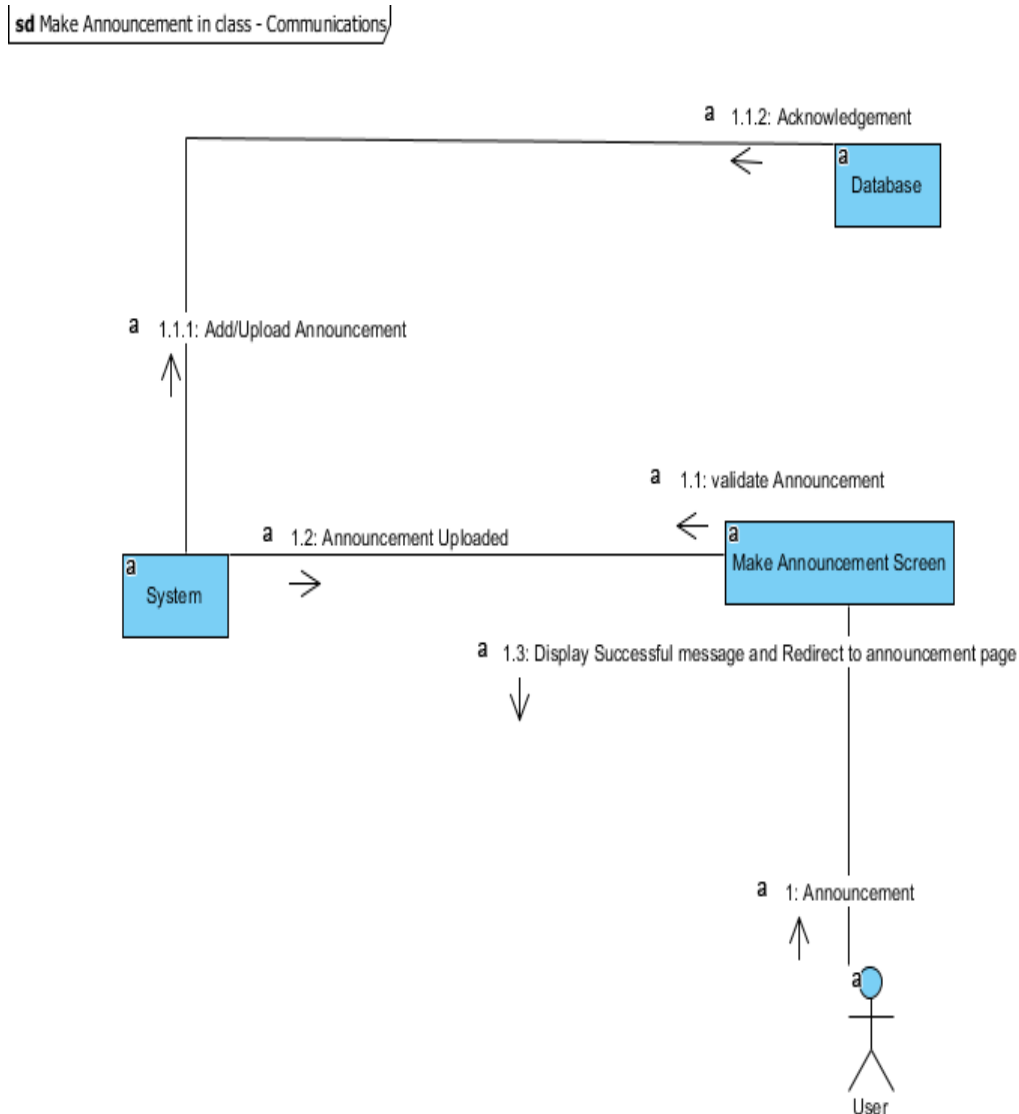 sd Make Announcement in class - Communications
a 1.1.2: Acknowledgement
a
Database
a 1.1.1: Add/Upload Announcement
a 1.1: validate Announcement
a 1.2: Announcement Uploaded
a
Make Announcement Screen
a
System
a 1.3: Display Successful message and Redirect to announcement page
a 1: Announcement
a
User